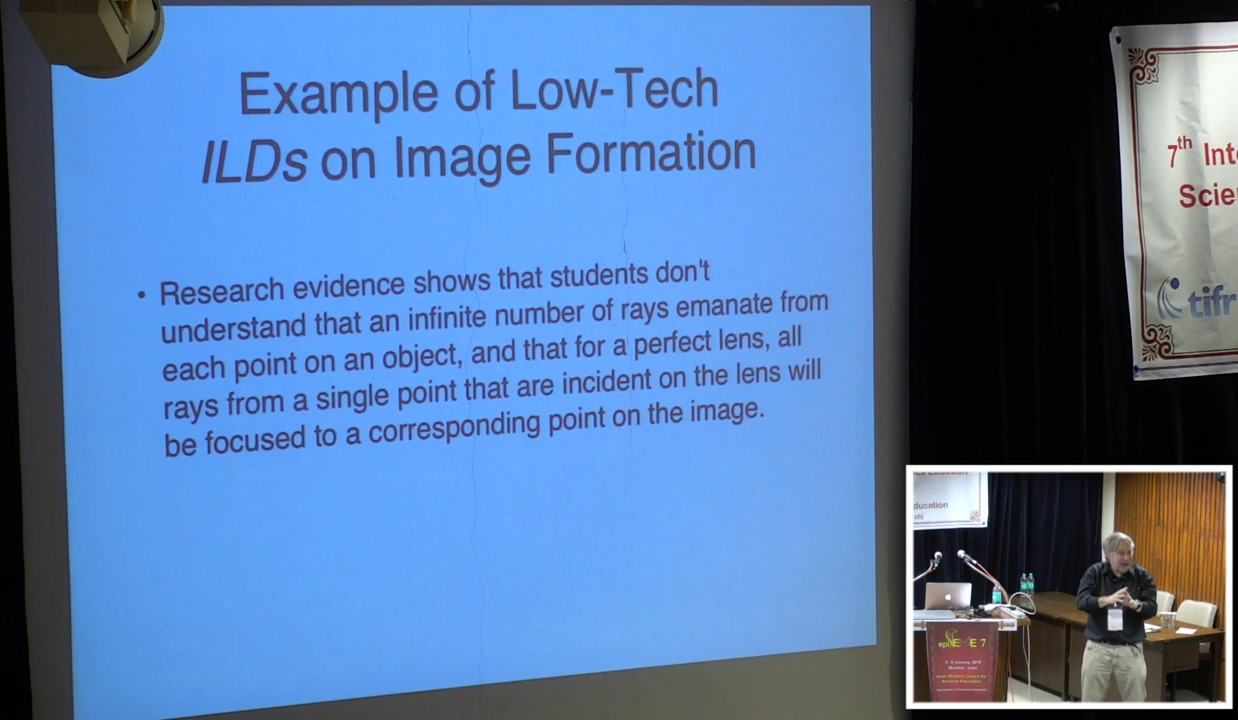 Example of Low-Tech
ILDs on Image Formation
• Research evidence shows that students don't
understand that an infinite number of rays emanate from
each point on an object, and that for a perfect lens, all
rays from a single point that are incident on the lens will
be focused to a corresponding point on the image.
7th Inte
Scie
tifr
ducation
epiSTEME 7